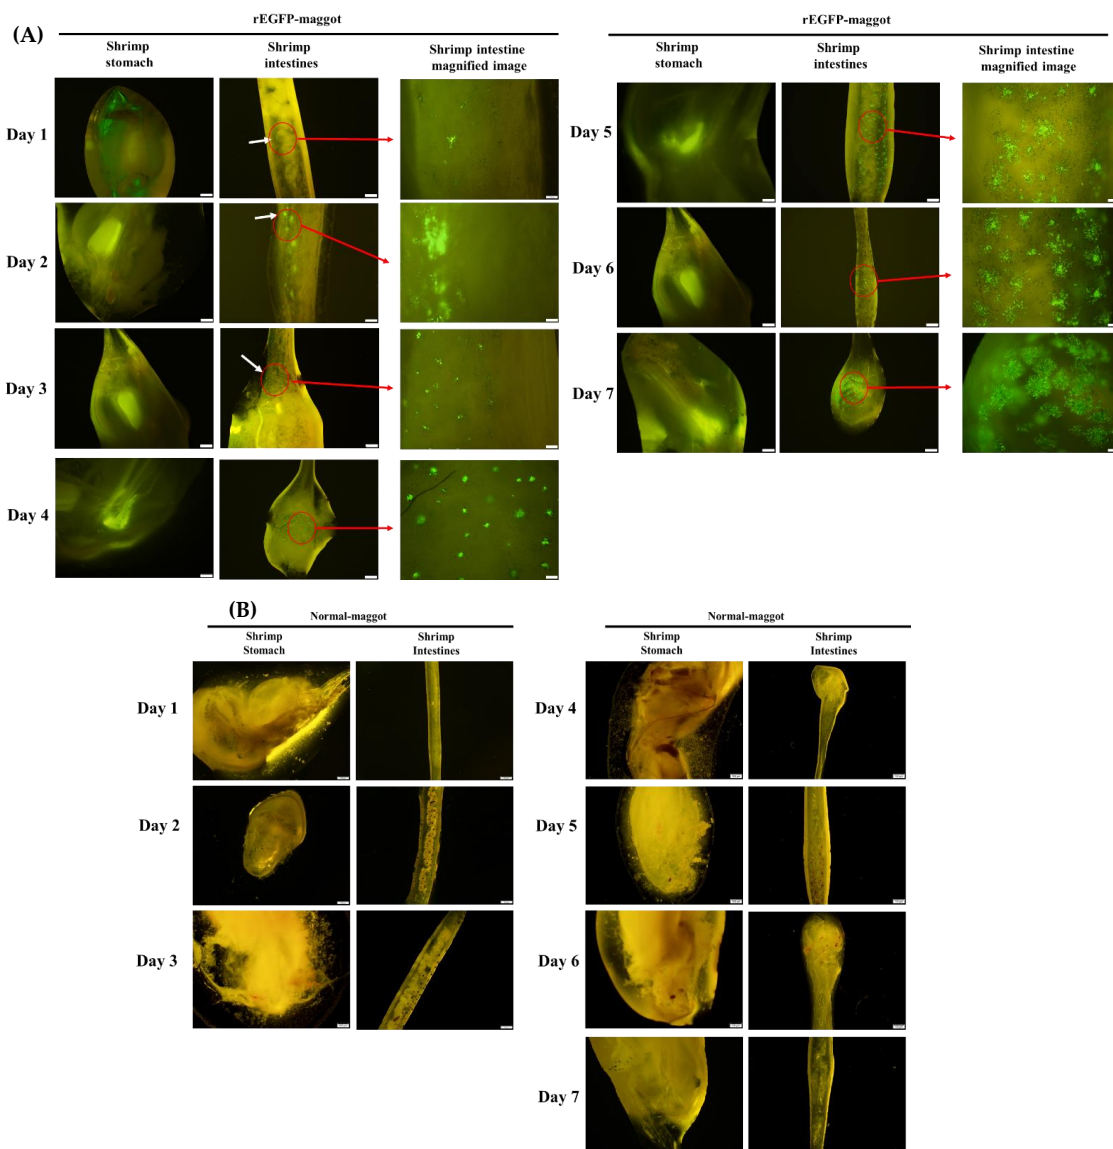 (A)
rEGFP-maggot
Shrimp
stomach
Shrimp
intestines
Shrimp intestine
magnified image
Day 1
Day 2
Day 3
Day 4
rEGFP-maggot
Shrimp
stomach
Shrimp
intestines
Shrimp intestine
magnified image
Day 5
Day 6
Day 7
(B)
Normal-maggot
Shrimp
Stomach
Shrimp
Intestines
Day 1
Day 2
Day 3
Normal-maggot
Shrimp
Stomach
Shrimp
Intestines
Day 4
Day 5
Day 6
Day 7